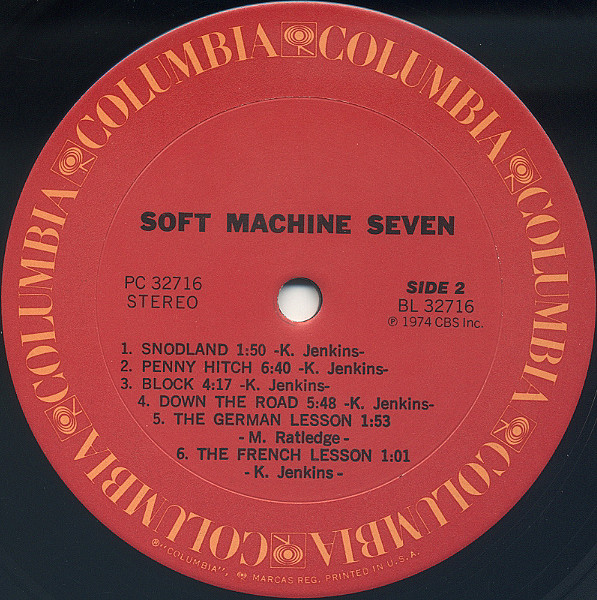 COLUMBIA
COLUMBIA
COLUMBIA
COLUMBIA
COLUMBIA
COLUMBIA
SOFT MACHINE SEVEN
PC 32716
STEREO
SIDE 2
BL 32716
℗ 1974 CBS Inc.
1. SNODLAND 1:50 -K. Jenkins-
2. PENNY HITCH 6:40 -K. Jenkins-
3. BLOCK 4:17 -K. Jenkins-
4. DOWN THE ROAD 5:48 -K. Jenkins-
5. THE GERMAN LESSON 1:53
- M. Ratledge -
6. THE FRENCH LESSON 1:01
- K. Jenkins -
®"COLUMBIA", MARCAS REG. PRINTED IN U.S.A.